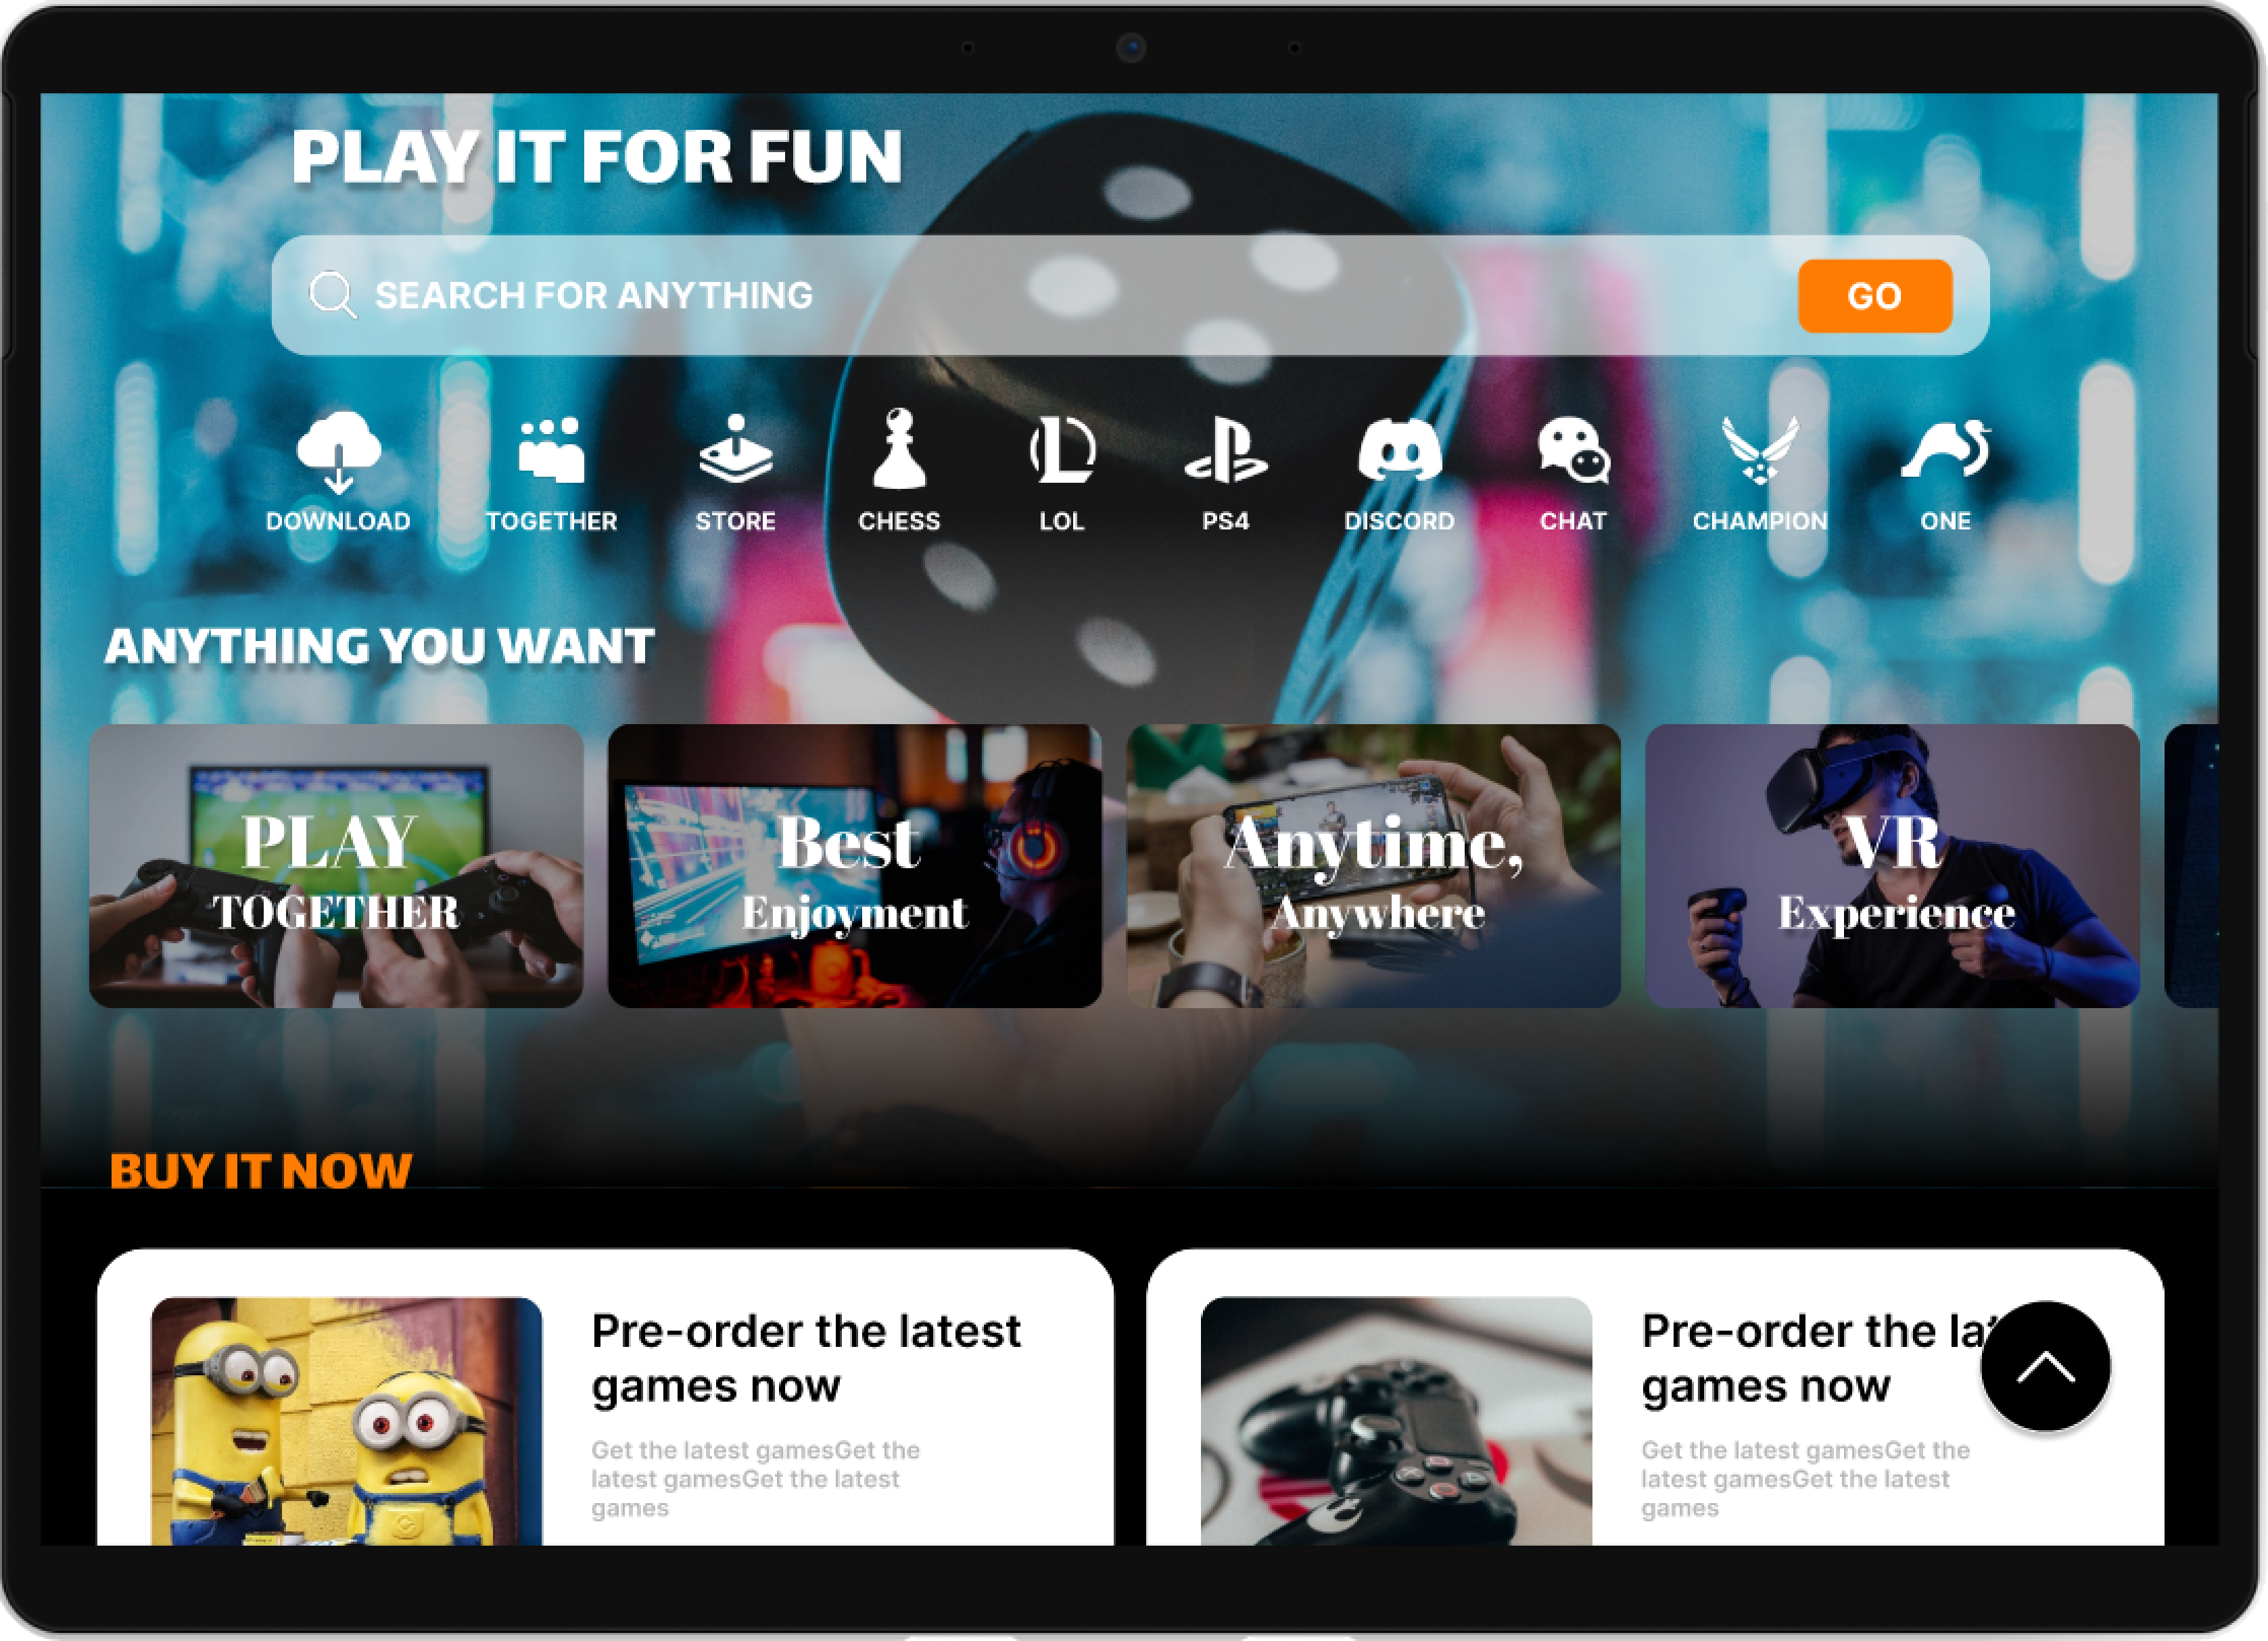 PLAY IT FOR FUN
SEARCH FOR ANYTHING
GO
DOWNLOAD
TOGETHER
STORE
CHESS
LOL
PS4
DISCORD
CHAT
CHAMPION
ONE
ANYTHING YOU WANT
PLAY
TOGETHER
Best
Enjoyment
Anytime,
Anywhere
VR
Experience
BUY IT NOW
Pre-order the latest
games now
Get the latest gamesGet the
latest gamesGet the latest
games
Pre-order the
games now
Get the latest gamesGet the
latest gamesGet the latest
games